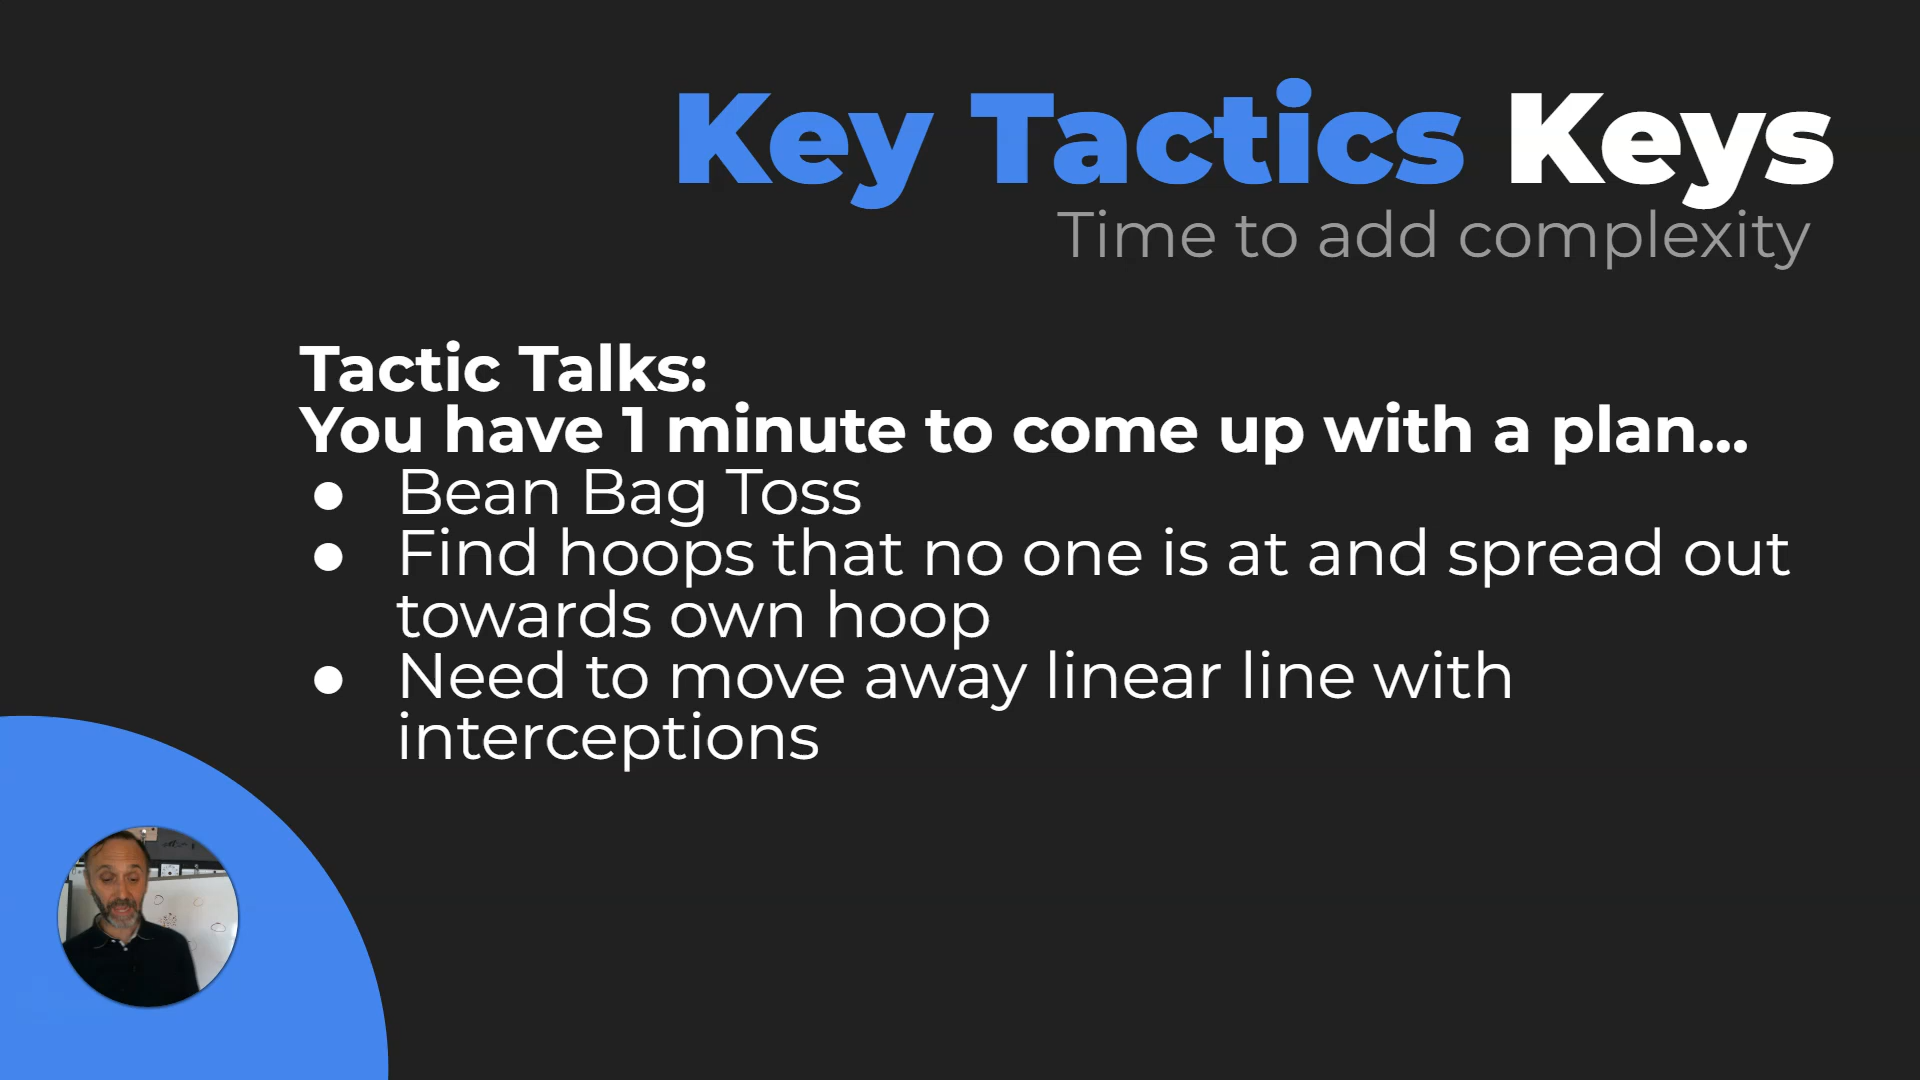 Key Tactics Keys
Time to add complexity
Tactic Talks:
You have 1 minute to come up with a plan...
● Bean Bag Toss
● Find hoops that no one is at and spread out
towards own hoop
● Need to move away linear line with
interceptions